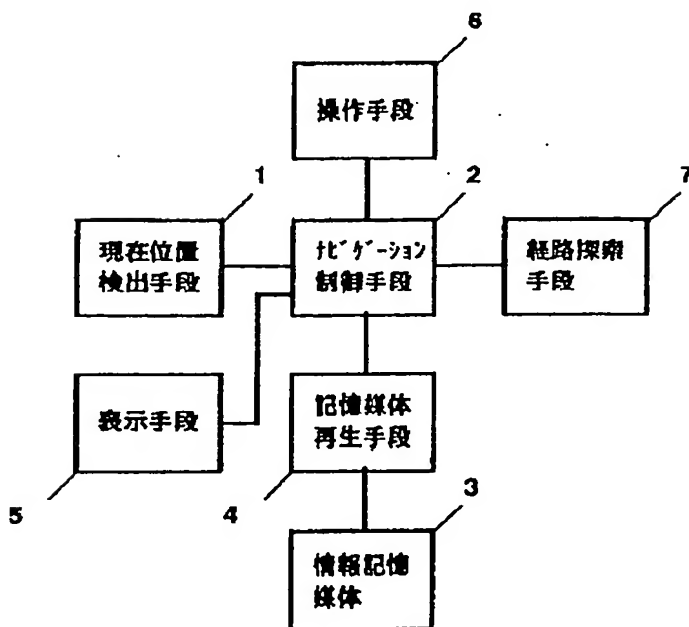 6
操作手段
1
2
7
現在位置
検出手段
ナビゲーション
制御手段
経路探索
手段
表示手段
記憶媒体
再生手段
5
4
3
情報記憶
媒体